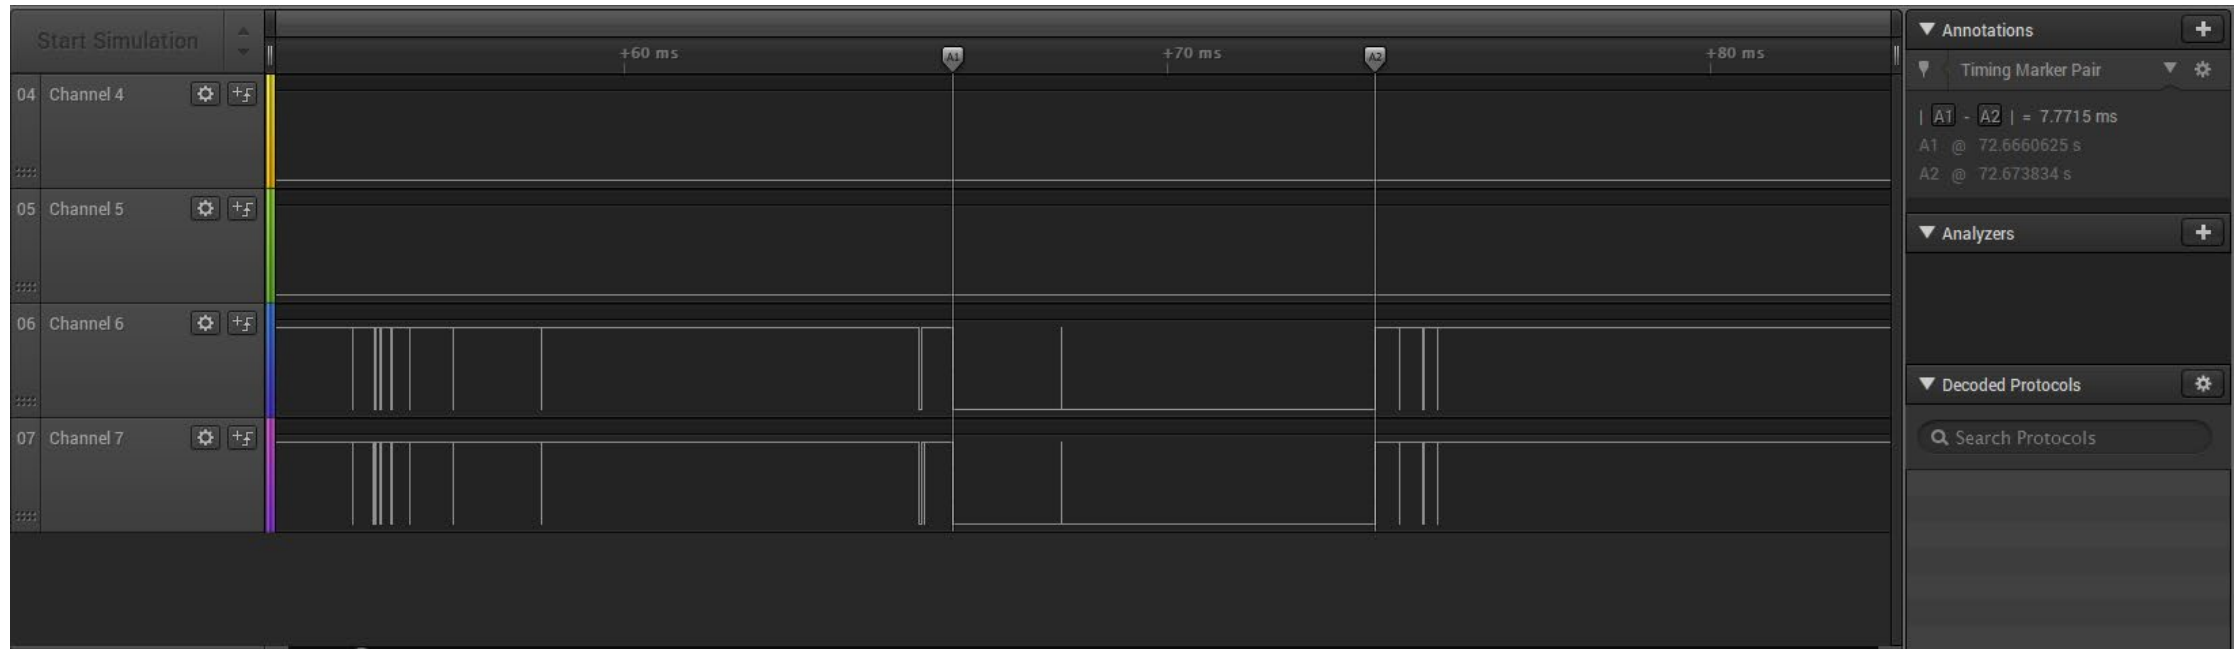 Start Simulation
+60 ms
A1
+70 ms
A2
+80 ms
04 Channel 4
05 Channel 5
06 Channel 6
07 Channel 7
Annotations
Timing Marker Pair
| A1 - A2 | = 7.7715 ms
A1 @ 72.6660625 s
A2 @ 72.673834 s
Analyzers
Decoded Protocols
Search Protocols